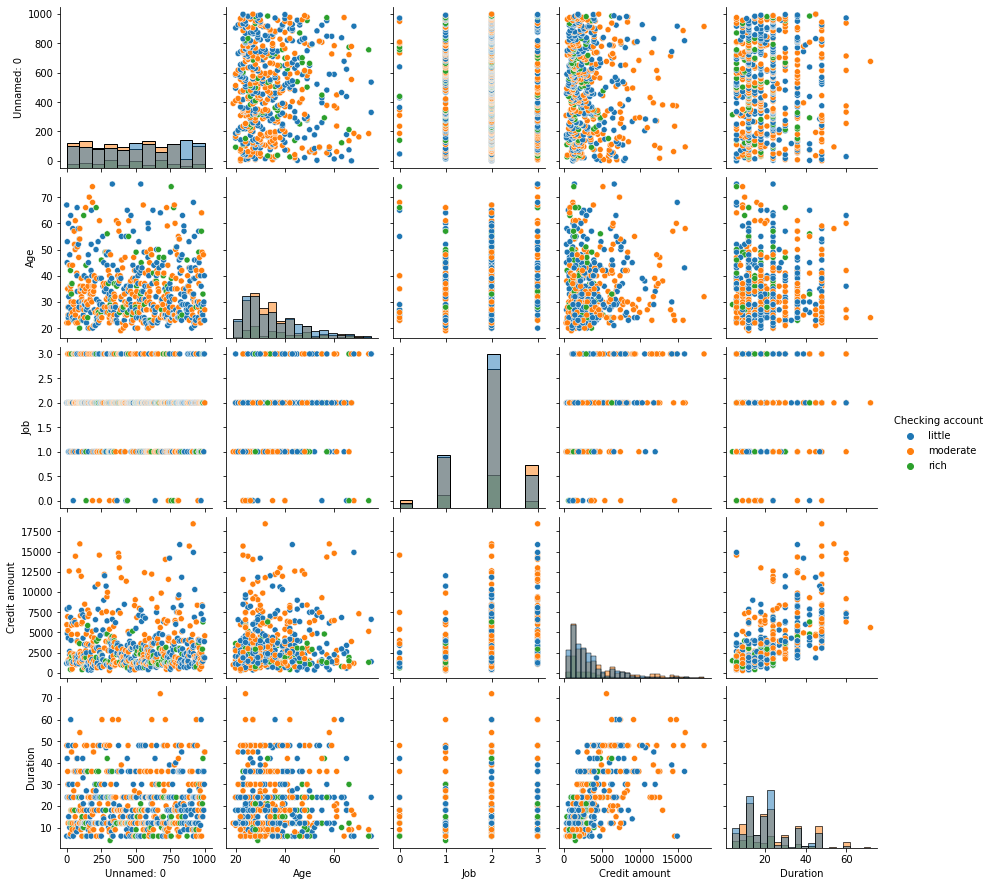 1000
800
600
400
200
0
Unnamed: 0
70
60
50
40
30
20
Age
3.0
2.5
2.0
1.5
1.0
0.5
0.0
Job
Checking account
little
moderate
rich
17500
15000
12500
10000
7500
5000
2500
0
Credit amount
70
60
50
40
30
20
10
Duration
0 250 500 750 1000
20 40 60
0 1 2 3
0 5000 10000 15000
20 40 60
Unnamed: 0 Age Job Credit amount Duration